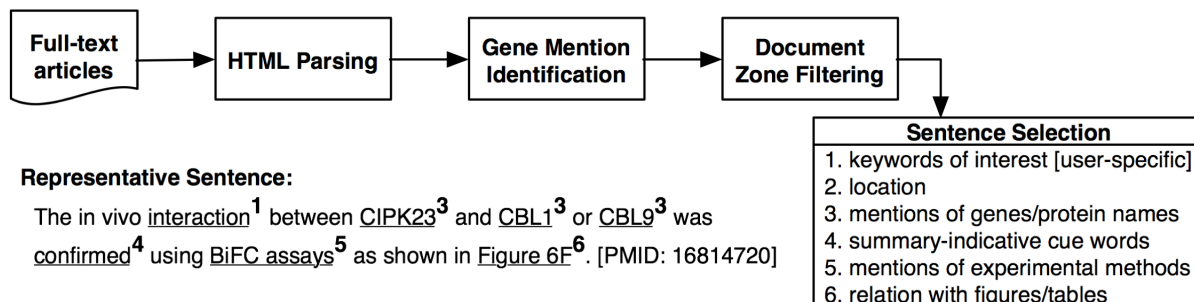 Full-text
articles
HTML Parsing
Gene Mention
Identification
Document
Zone Filtering
Sentence Selection
1. keywords of interest [user-specific]
2. location
3. mentions of genes/protein names
4. summary-indicative cue words
5. mentions of experimental methods
6. relation with figures/tables
Representative Sentence:
The in vivo interaction1 between CIPK233 and CBL13 or CBL93 was
confirmed4 using BiFC assays5 as shown in Figure 6F6. [PMID: 16814720]